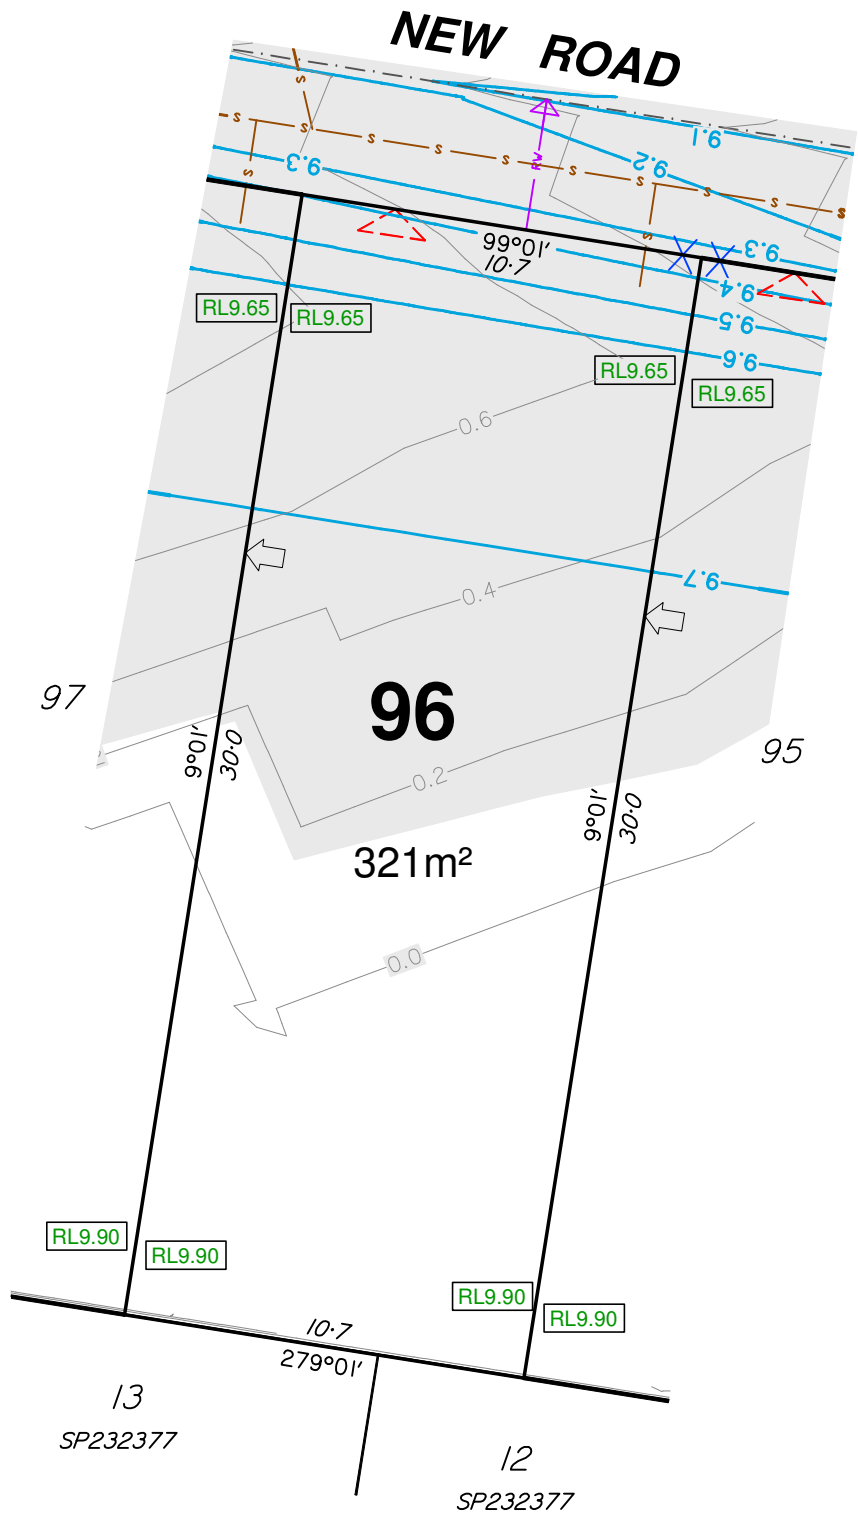 NEW ROAD
9.1
S
S
S
S
S
S
S
S
S
S
S
S
RW
9.2
9.3
9.3
99°01'
10·7
9.4
9.5
9.6
RL9.65
RL9.65
RL9.65
RL9.65
0.6
9.7
0.4
96
97
95
9°01'
30·0
0.2
9°01'
30·0
321m²
0.0
RL9.90
RL9.90
RL9.90
RL9.90
10·7
279°01'
13
SP232377
12
SP232377